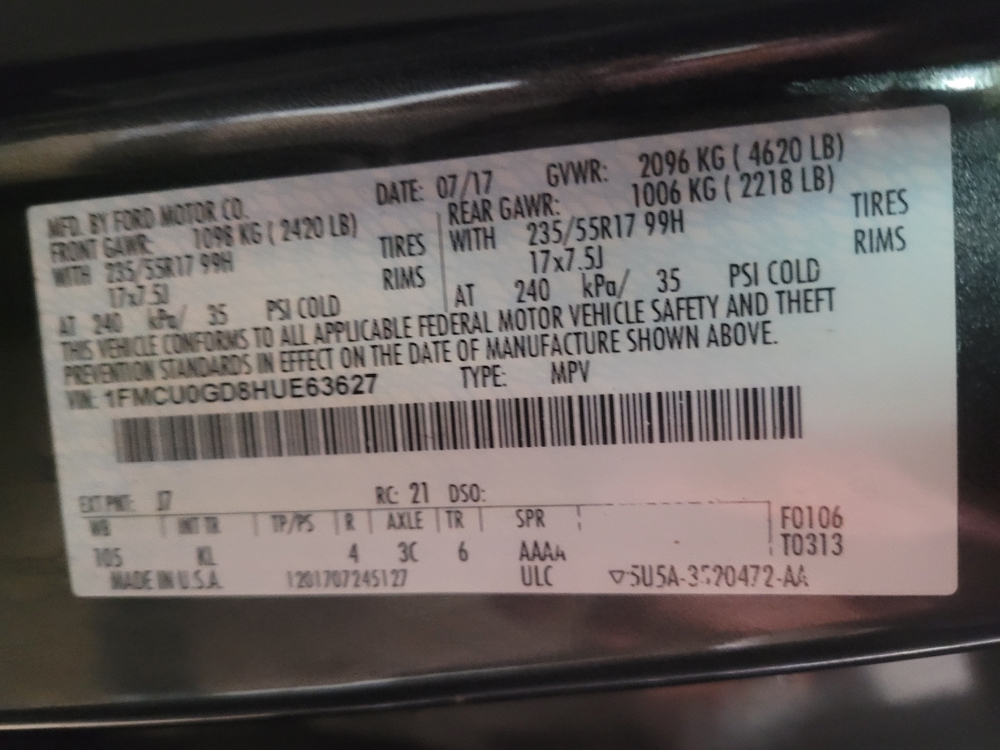 MFD. BY FORD MOTOR CO. DATE: 07/17 GVWR: 2096 KG ( 4620 LB)
FRONT GAWR: 1098 KG ( 2420 LB) REAR GAWR: 1006 KG ( 2218 LB)
WITH 235/55R17 99H TIRES WITH 235/55R17 99H TIRES
17x7.5J RIMS 17x7.5J RIMS
AT 240 kPa/ 35 PSI COLD AT 240 kPa/ 35 PSI COLD
THIS VEHICLE CONFORMS TO ALL APPLICABLE FEDERAL MOTOR VEHICLE SAFETY AND THEFT
PREVENTION STANDARDS IN EFFECT ON THE DATE OF MANUFACTURE SHOWN ABOVE.
VIN: 1FMCU0GD8HUE63627 TYPE: MPV
EXT PNT: J7 RC: 21 DSO:
WB INT TR TP/PS R AXLE TR SPR F0106
105 KL 4 3C 6 AAAA T0313
MADE IN U.S.A. 1201707245127 ULC